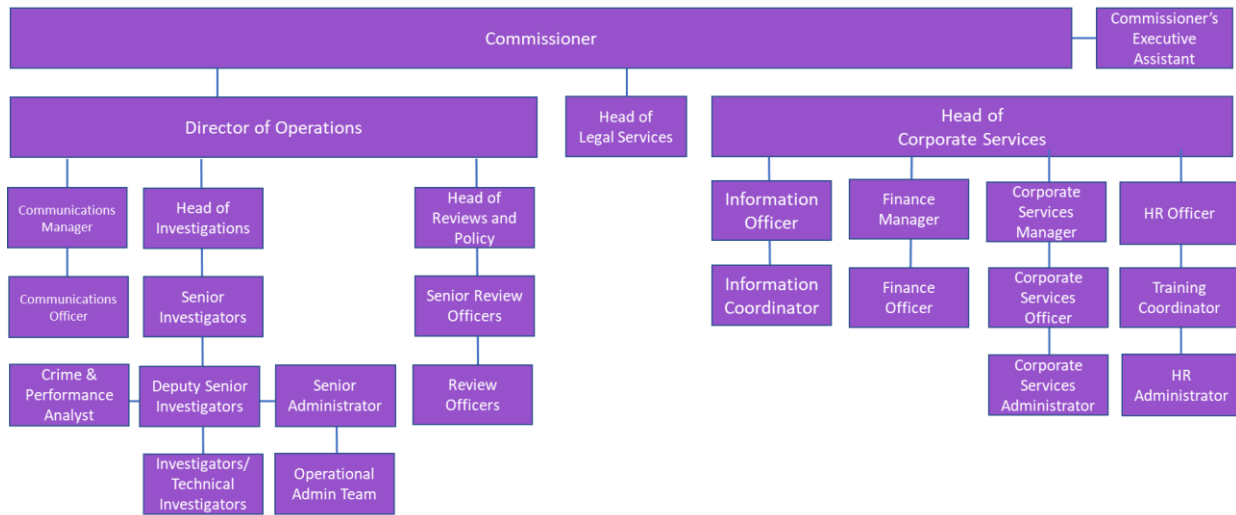 Commissioner
Commissioner’s
Executive
Assistant
Director of Operations
Head of
Legal Services
Head of
Corporate Services
Communications
Manager
Head of
Investigations
Head of
Reviews and
Policy
Information
Officer
Finance
Manager
Corporate
Services
Manager
HR Officer
Communications
Officer
Senior
Investigators
Senior Review
Officers
Information
Coordinator
Finance
Officer
Corporate
Services
Officer
Training
Coordinator
Crime &
Performance
Analyst
Deputy Senior
Investigators
Senior
Administrator
Review
Officers
Corporate
Services
Administrator
HR
Administrator
Investigators/
Technical
Investigators
Operational
Admin Team